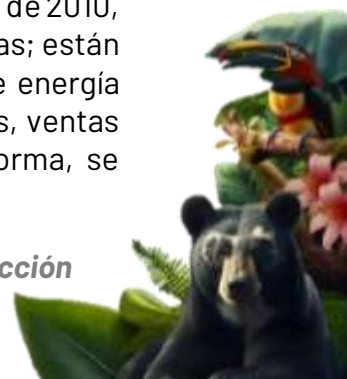 de 2010,
as; están
e energía
s, ventas
orma, se
cción